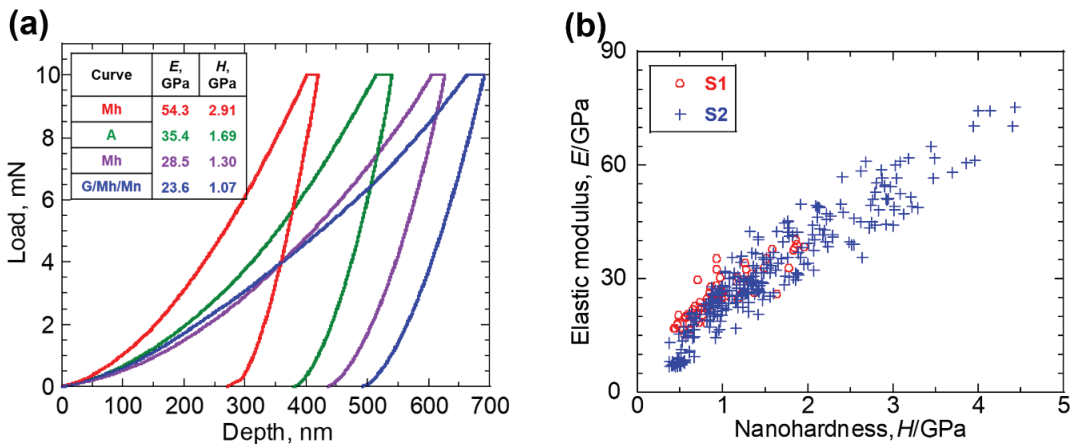 (a)
Load, mN
10
8
6
4
2
0
Curve E, GPa H, GPa
Mh 54.3 2.91
A 35.4 1.69
Mh 28.5 1.30
G/Mh/Mn 23.6 1.07
0 100 200 300 400 500 600 700
Depth, nm
(b)
Elastic modulus, E/GPa
90
60
30
0
S1
S2
0 1 2 3 4 5
Nanohardness, H/GPa